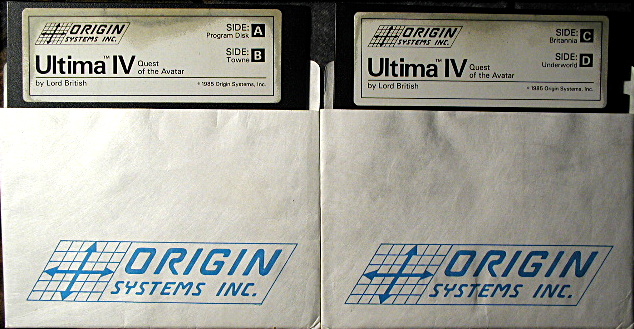 ORIGIN
SYSTEMS INC.
SIDE: A
Program Disk
SIDE: B
Towne
Ultima™ IV Quest
of the Avatar
by Lord British
© 1985 Origin Systems, Inc.
ORIGIN
SYSTEMS INC.
SIDE: C
Britannia
SIDE: D
Underworld
Ultima™ IV Quest
of the Avatar
by Lord British
© 1985 Origin Systems, Inc.
ORIGIN
SYSTEMS INC.
ORIGIN
SYSTEMS INC.